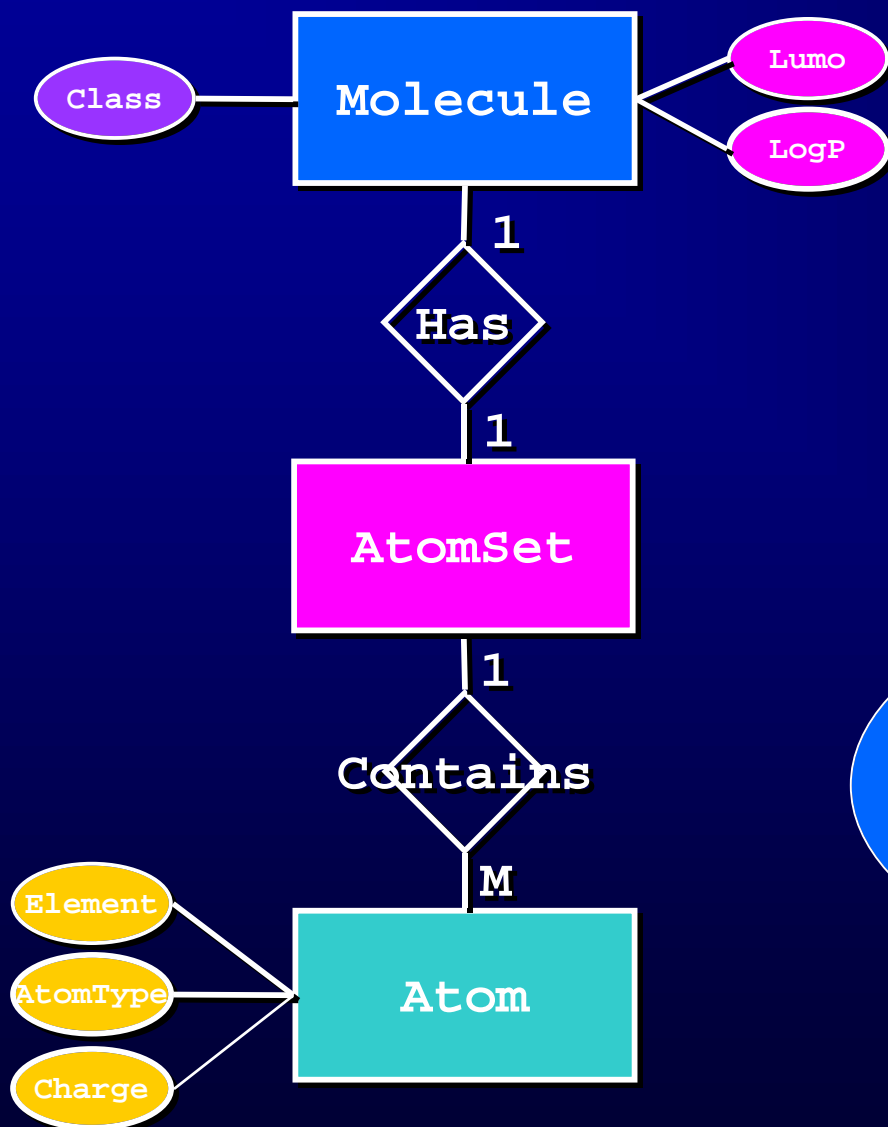 Lumo
Class
Molecule
LogP
1
Has
1
AtomSet
1
Contains
M
Element
AtomType
Atom
Charge